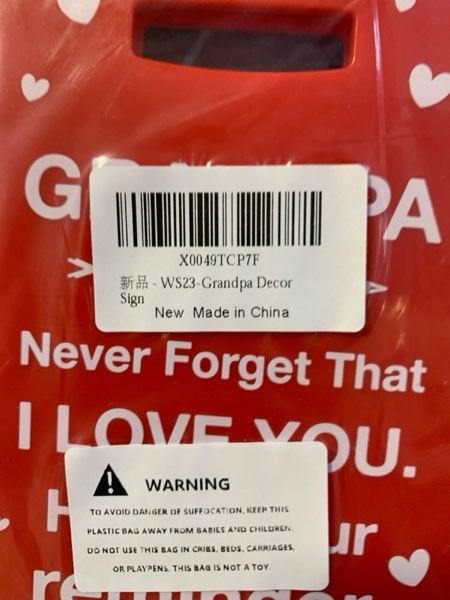 X0049TCP7F
新品 - WS23-Grandpa Decor
Sign
New Made in China
Never Forget That
I LOVE YOU.
WARNING
TO AVOID DANGER OF SUFFOCATION, KEEP THIS
PLASTIC BAG AWAY FROM BABIES AND CHILDREN.
DO NOT USE THIS BAG IN CRIBS, BEDS, CARRIAGES,
OR PLAYPENS. THIS BAG IS NOT A TOY.